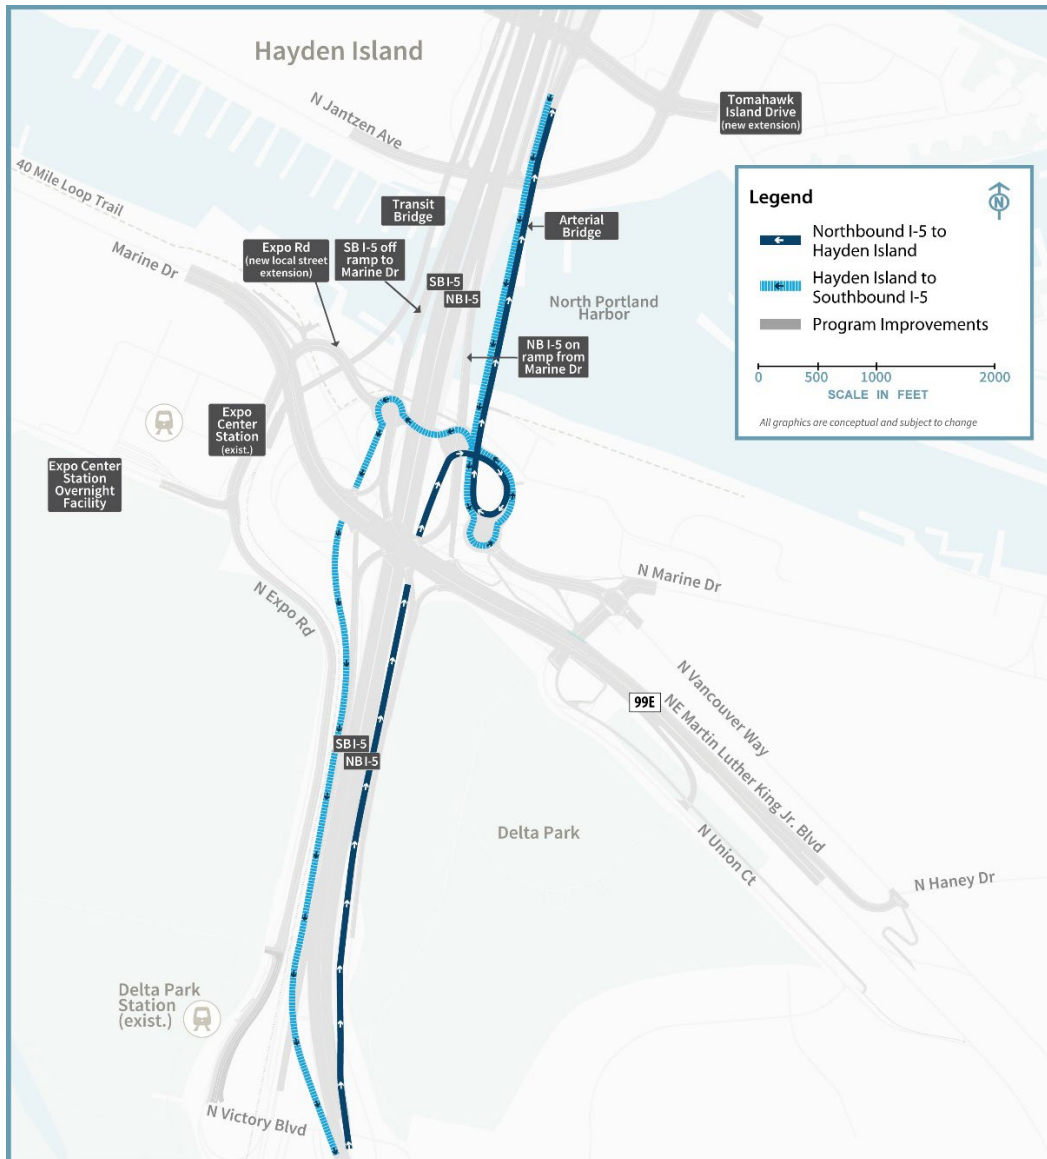 Hayden Island
N Jantzen Ave
Tomahawk
Island Drive
(new extension)
40 Mile Loop Trail
Marine Dr
Transit
Bridge
Arterial
Bridge
Expo Rd
(new local street
extension)
SB I-5 off
ramp to
Marine Dr
SB I-5
NB I-5
North Portland
Harbor
NB I-5 on
ramp from
Marine Dr
Legend
N
Northbound I-5 to
Hayden Island
Hayden Island to
Southbound I-5
Program Improvements
0 500 1000 2000
SCALE IN FEET
All graphics are conceptual and subject to change
Expo
Center
Station
(exist.)
Expo Center
Station
Overnight
Facility
N Expo Rd
N Marine Dr
N Vancouver Way
99E
NE Martin Luther King Jr. Blvd
SB I-5
NB I-5
Delta Park
N Union Ct
N Haney Dr
Delta Park
Station
(exist.)
N Victory Blvd